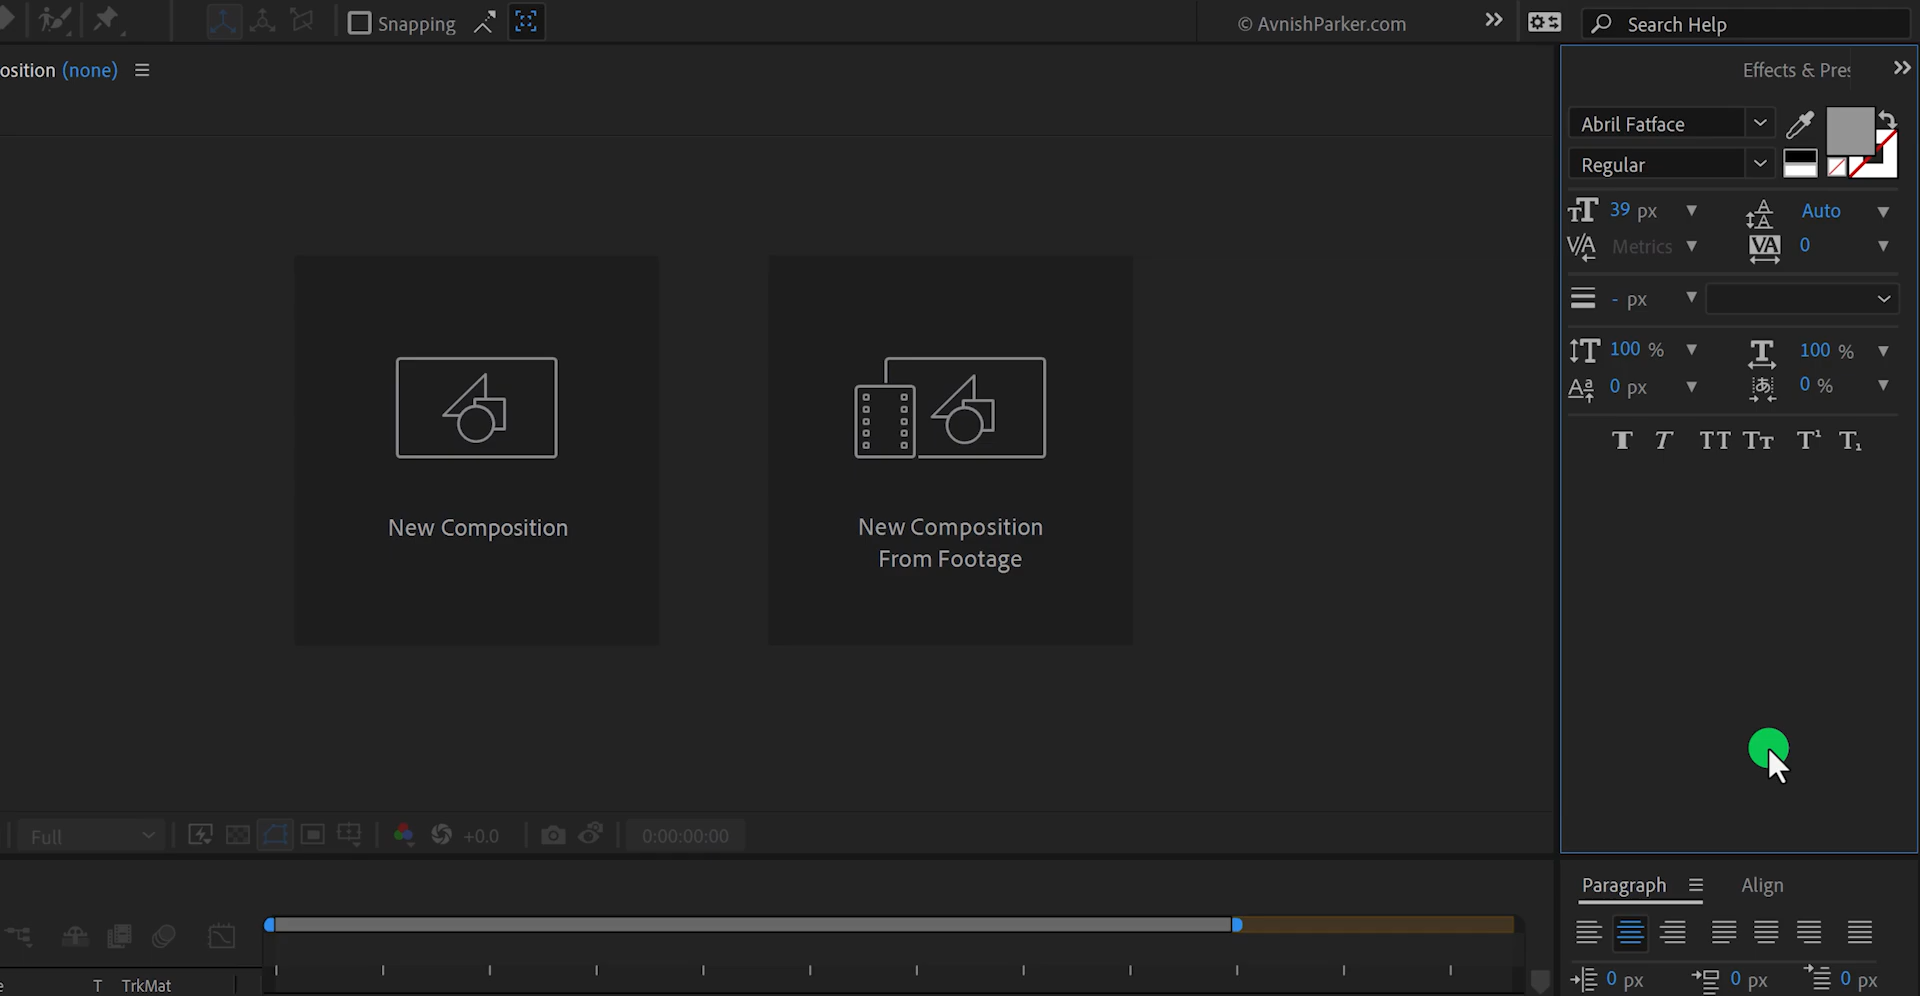 Snapping
© AvnishParker.com
Search Help
osition (none)
Effects & Pres
Abril Fatface
Regular
39 px
Auto
Metrics
0
- px
100 %
100 %
0 px
0 %
New Composition
New Composition
From Footage
Full
+0.0
0:00:00:00
Paragraph
Align
0 px
0 px
0 px
e
T TrkMat